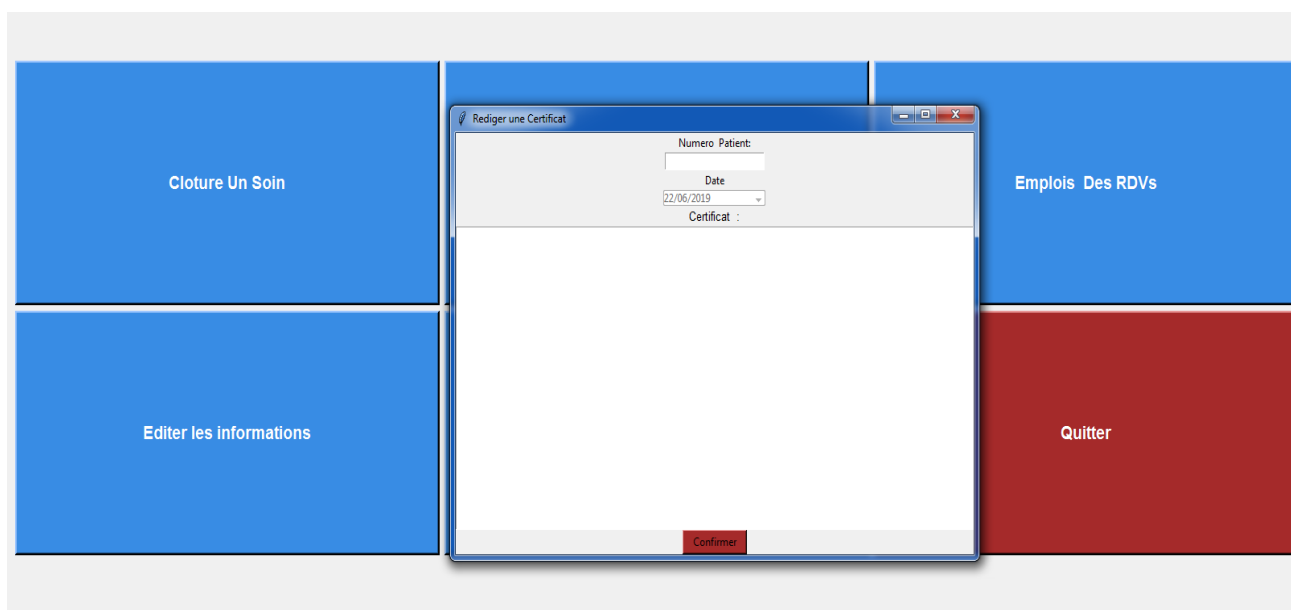 Rediger une Certificat
Numero Patient:
Date
22/06/2019
Certificat :
Confirmer
Cloture Un Soin
Emplois Des RDVs
Editer les informations
Quitter